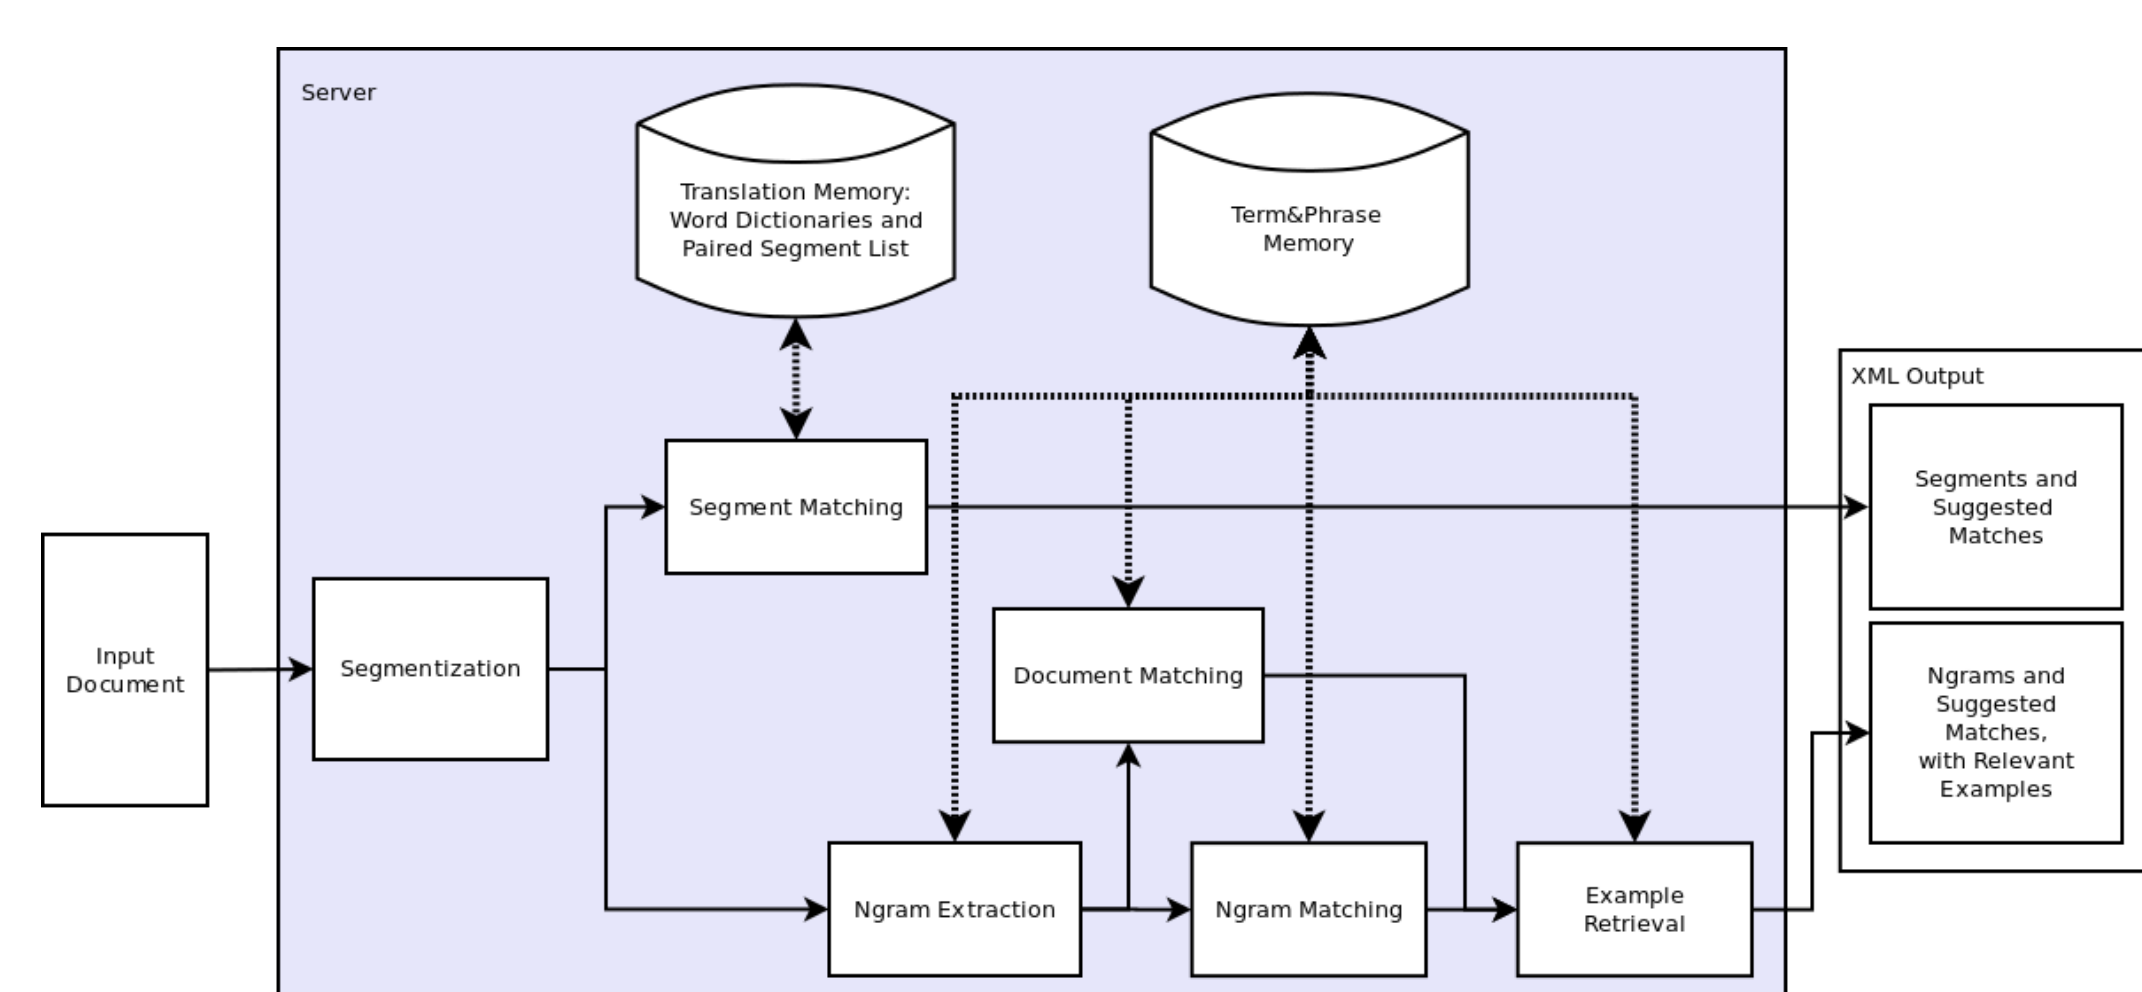 Server
Translation Memory:
Word Dictionaries and
Paired Segment List
Term&Phrase
Memory
XML Output
Segment Matching
Segments and
Suggested
Matches
Input
Document
Segmentization
Document Matching
Ngrams and
Suggested
Matches,
with Relevant
Examples
Ngram Extraction
Ngram Matching
Example
Retrieval